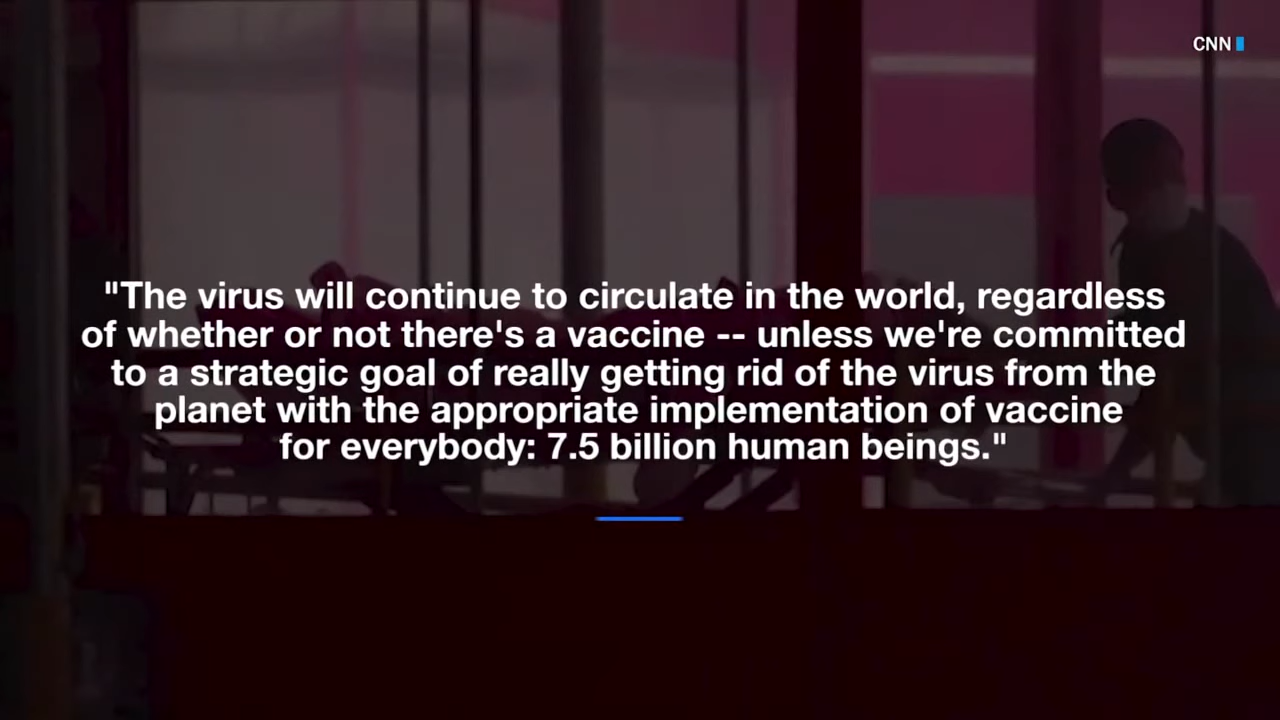 CNN
"The virus will continue to circulate in the world, regardless
of whether or not there's a vaccine -- unless we're committed
to a strategic goal of really getting rid of the virus from the
planet with the appropriate implementation of vaccine
for everybody: 7.5 billion human beings."